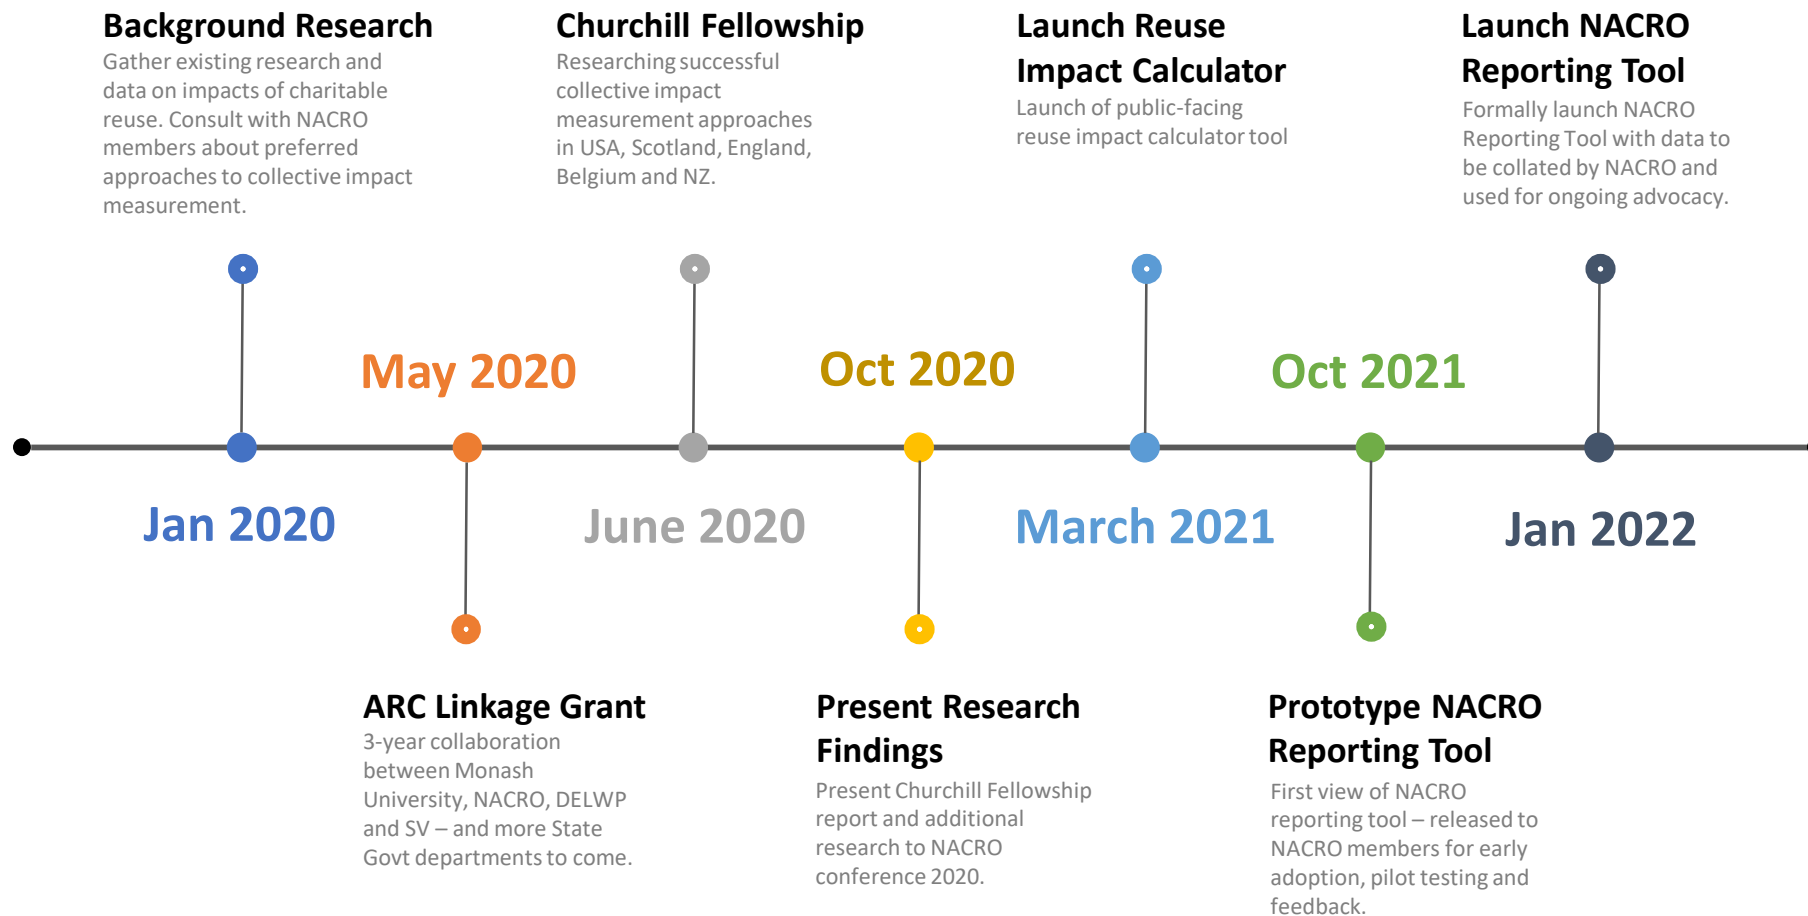 Background Research
Gather existing research and
data on impacts of charitable
reuse. Consult with NACRO
members about preferred
approaches to collective impact
measurement.
Churchill Fellowship
Researching successful
collective impact
measurement approaches
in USA, Scotland, England,
Belgium and NZ.
Launch Reuse
Impact Calculator
Launch of public-facing
reuse impact calculator tool
Launch NACRO
Reporting Tool
Formally launch NACRO
Reporting Tool with data to
be collated by NACRO and
used for ongoing advocacy.
May 2020
Oct 2020
Oct 2021
Jan 2020
June 2020
March 2021
Jan 2022
ARC Linkage Grant
3-year collaboration
between Monash
University, NACRO, DELWP
and SV – and more State
Govt departments to come.
Present Research
Findings
Present Churchill Fellowship
report and additional
research to NACRO
conference 2020.
Prototype NACRO
Reporting Tool
First view of NACRO
reporting tool – released to
NACRO members for early
adoption, pilot testing and
feedback.